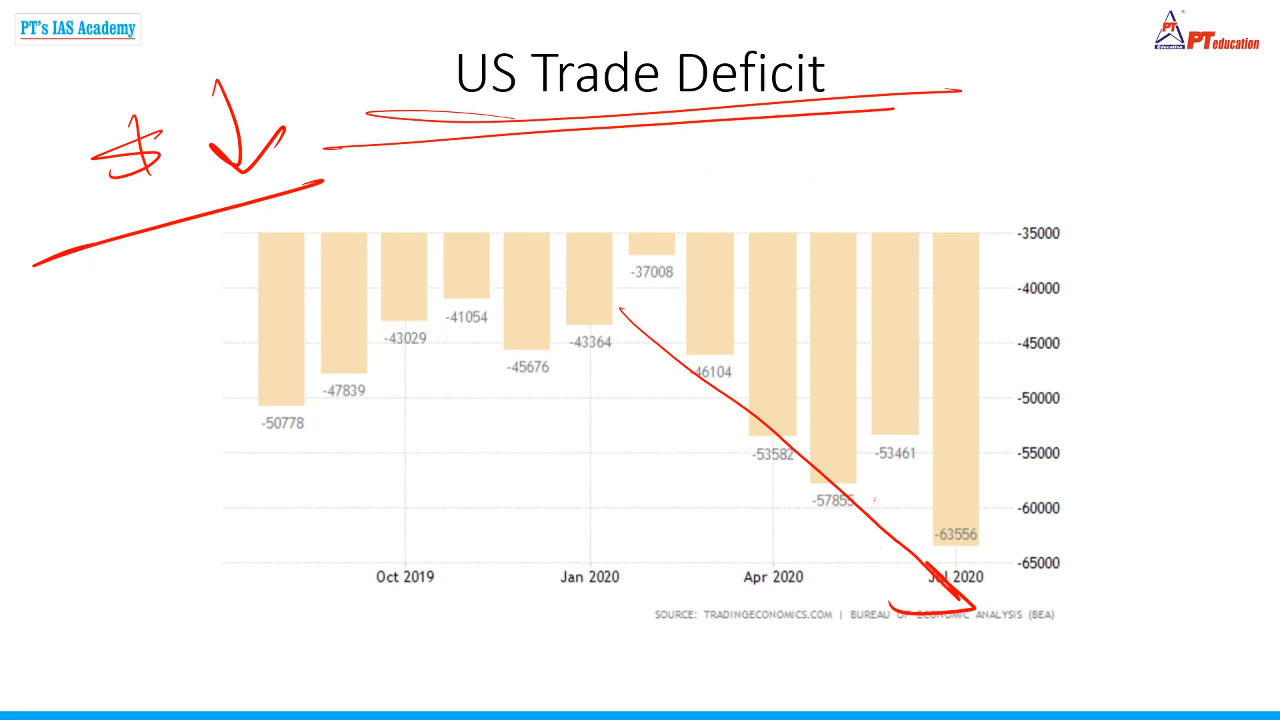 PT's IAS Academy
PT
Education
PT education
US Trade Deficit
$
-35000
-37008
-40000
-41054
-43029
-43364
-45000
-45676
-46104
-47839
-50000
-50778
-53582
-53461
-55000
-57855
-60000
-63556
-65000
Oct 2019
Jan 2020
Apr 2020
Jul 2020
SOURCE: TRADINGECONOMICS.COM | BUREAU OF ECONOMIC ANALYSIS (BEA)